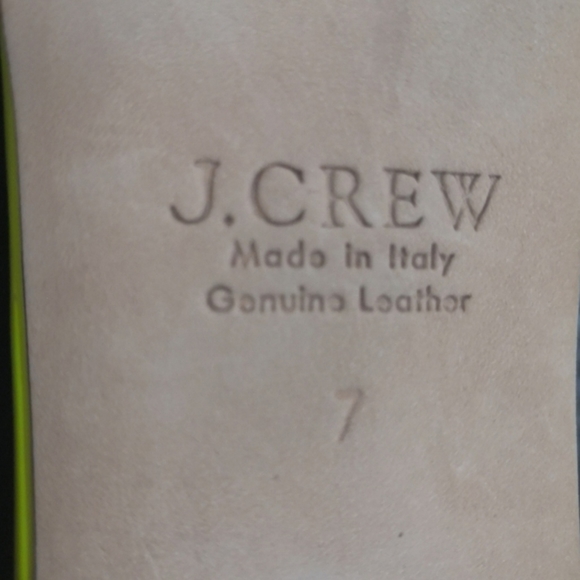 J.CREW
Made in Italy
Genuine Leather
7